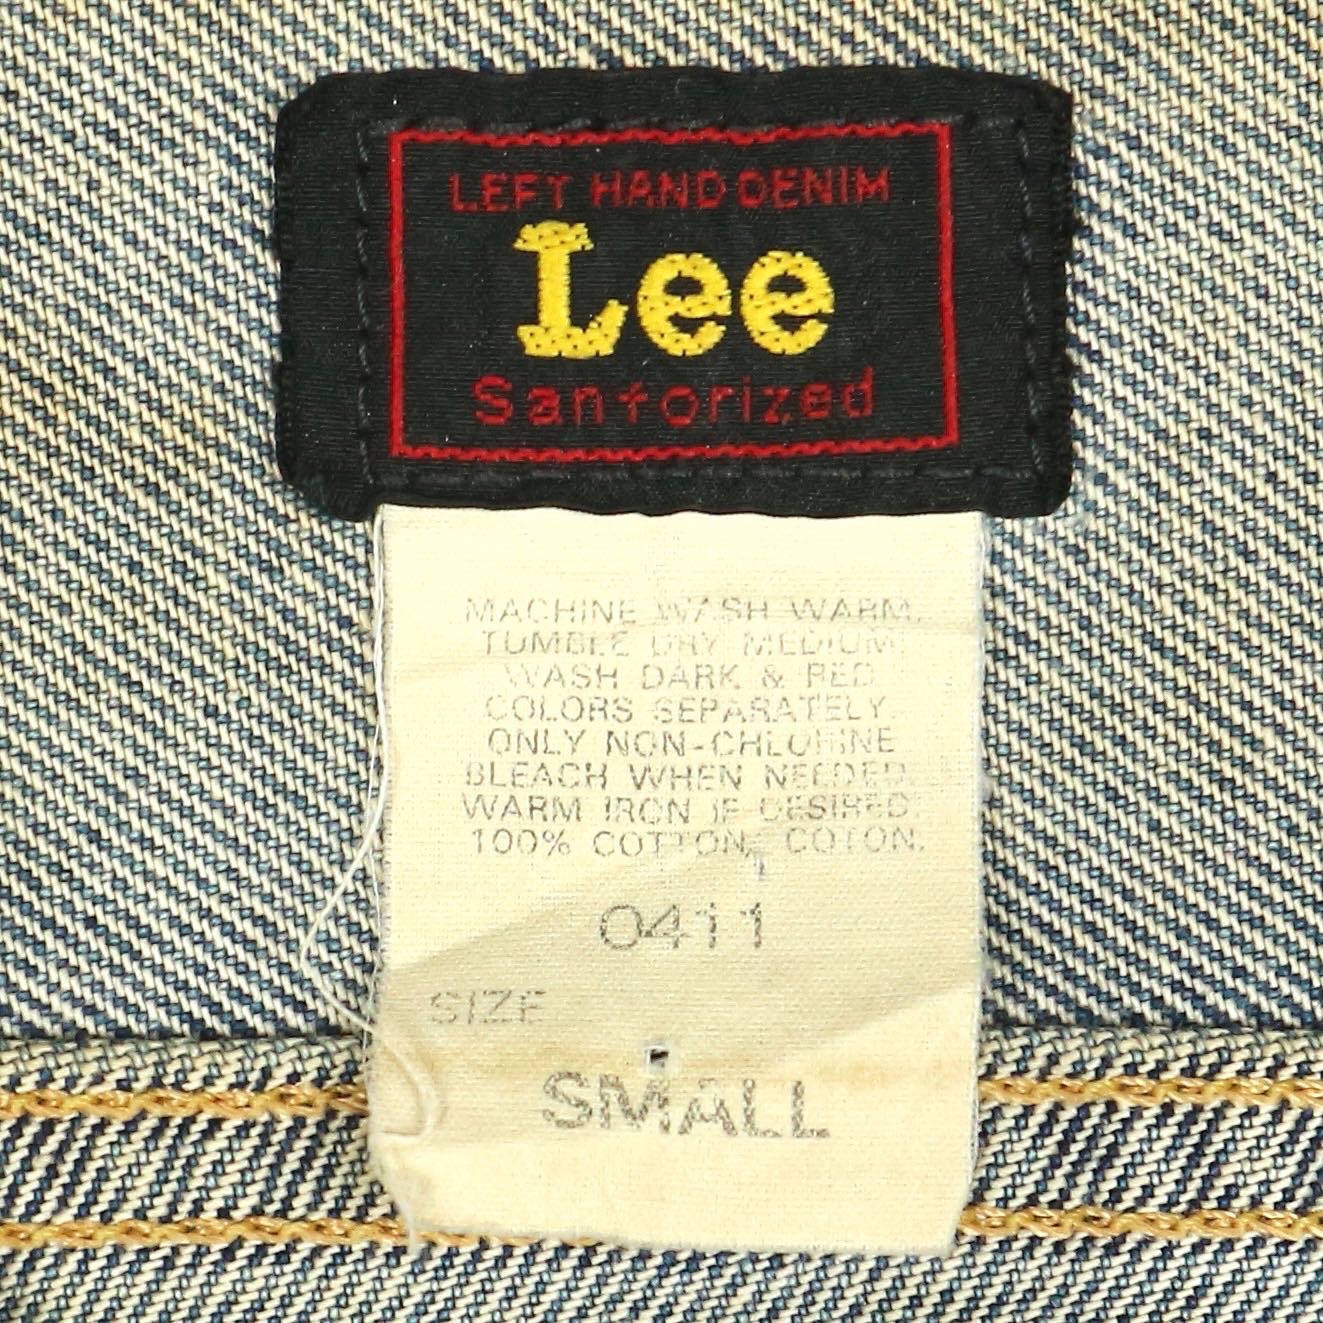 LEFT HAND DENIM
Lee
Sanforized
MACHINE WASH WARM.
TUMBLE DRY MEDIUM.
WASH DARK & RED
COLORS SEPARATELY.
ONLY NON-CHLORINE
BLEACH WHEN NEEDED.
WARM IRON IF DESIRED.
100% COTTON, COTON.
0411
SIZE
SMALL